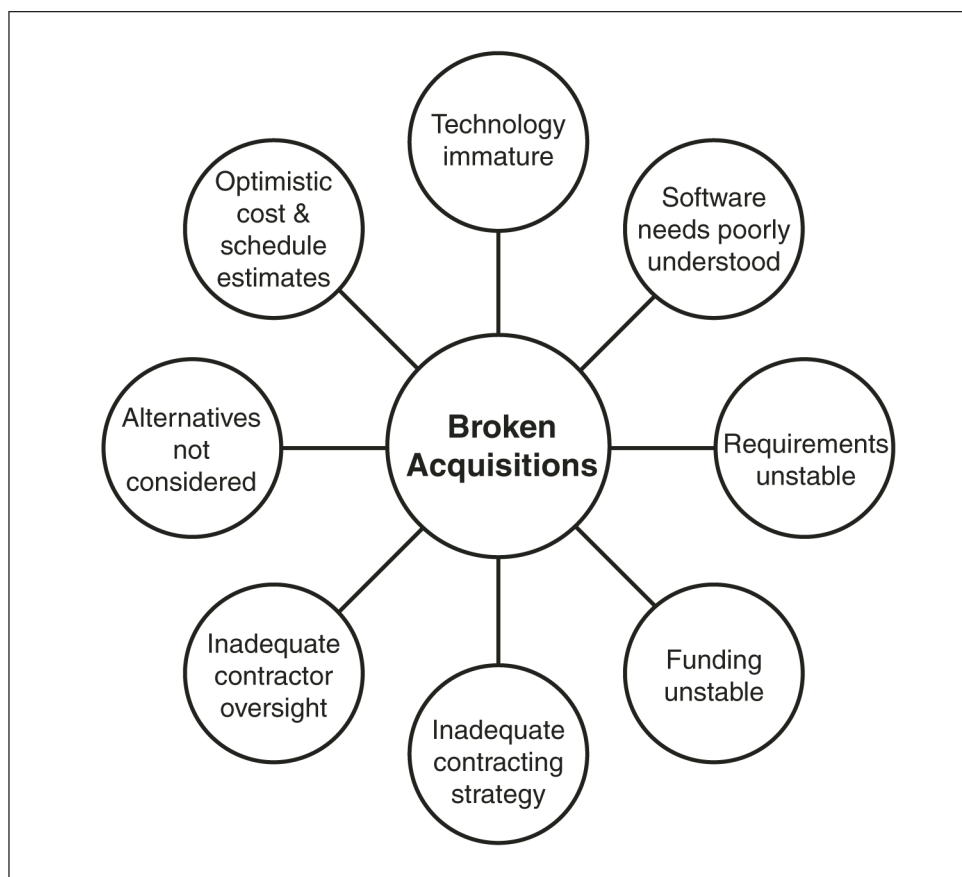 Technology
immature
Optimistic
cost &
schedule
estimates
Software
needs poorly
understood
Alternatives
not
considered
Broken
Acquisitions
Requirements
unstable
Inadequate
contractor
oversight
Funding
unstable
Inadequate
contracting
strategy